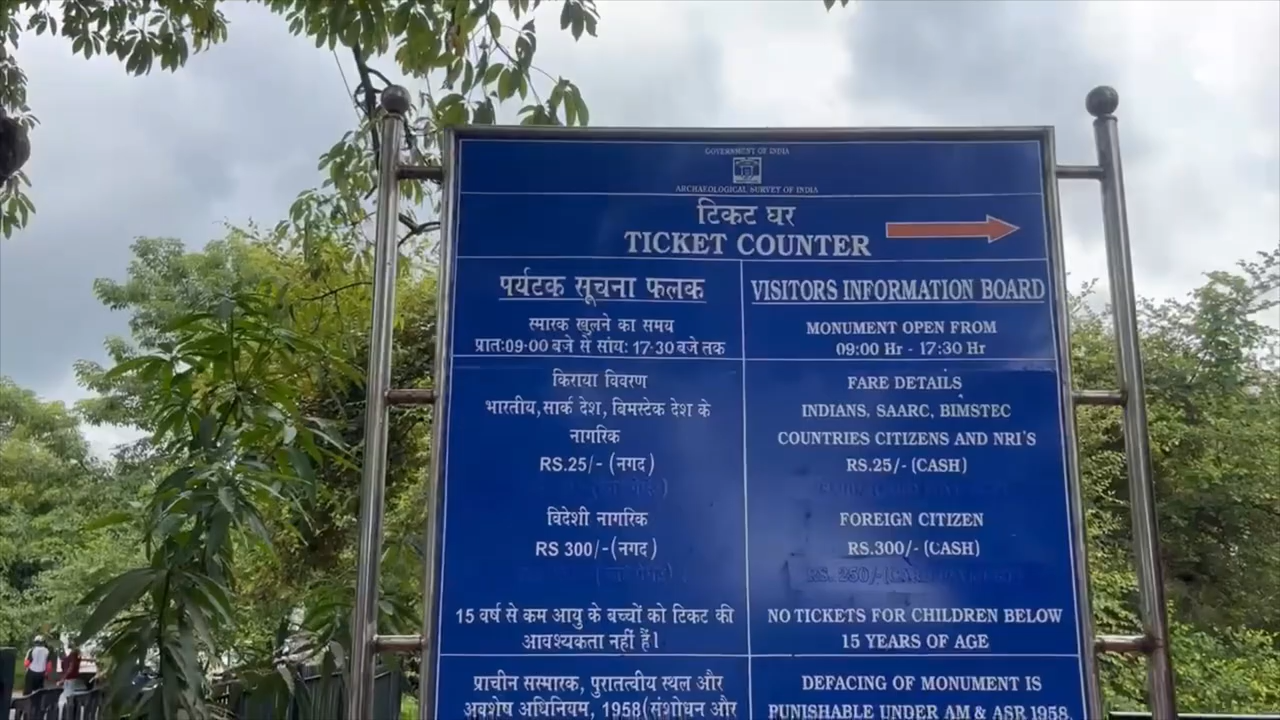 GOVERNMENT OF INDIA
ARCHAEOLOGICAL SURVEY OF INDIA
टिकट घर
TICKET COUNTER
पर्यटक सूचना फलक
स्मारक खुलने का समय
प्रात:09.00 बजे से सांय: 17.30 बजे तक
किराया विवरण
भारतीय, सार्क देश, बिमस्टेक देश के
नागरिक
RS.25/- (नगद)
विदेशी नागरिक
RS 300/- (नगद)
15 वर्ष से कम आयु के बच्चों को टिकट की
आवश्यकता नहीं हैं।
प्राचीन सम्मारक, पुरातत्वीय स्थल और
अवशेष अधिनियम, 1958(संशोधन और
VISITORS INFORMATION BOARD
MONUMENT OPEN FROM
09:00 Hr - 17:30 Hr
FARE DETAILS
INDIANS, SAARC, BIMSTEC
COUNTRIES CITIZENS AND NRI'S
RS.25/- (CASH)
FOREIGN CITIZEN
RS.300/- (CASH)
RS. 250/-
NO TICKETS FOR CHILDREN BELOW
15 YEARS OF AGE
DEFACING OF MONUMENT IS
PUNISHABLE UNDER AM & ASR 1958,